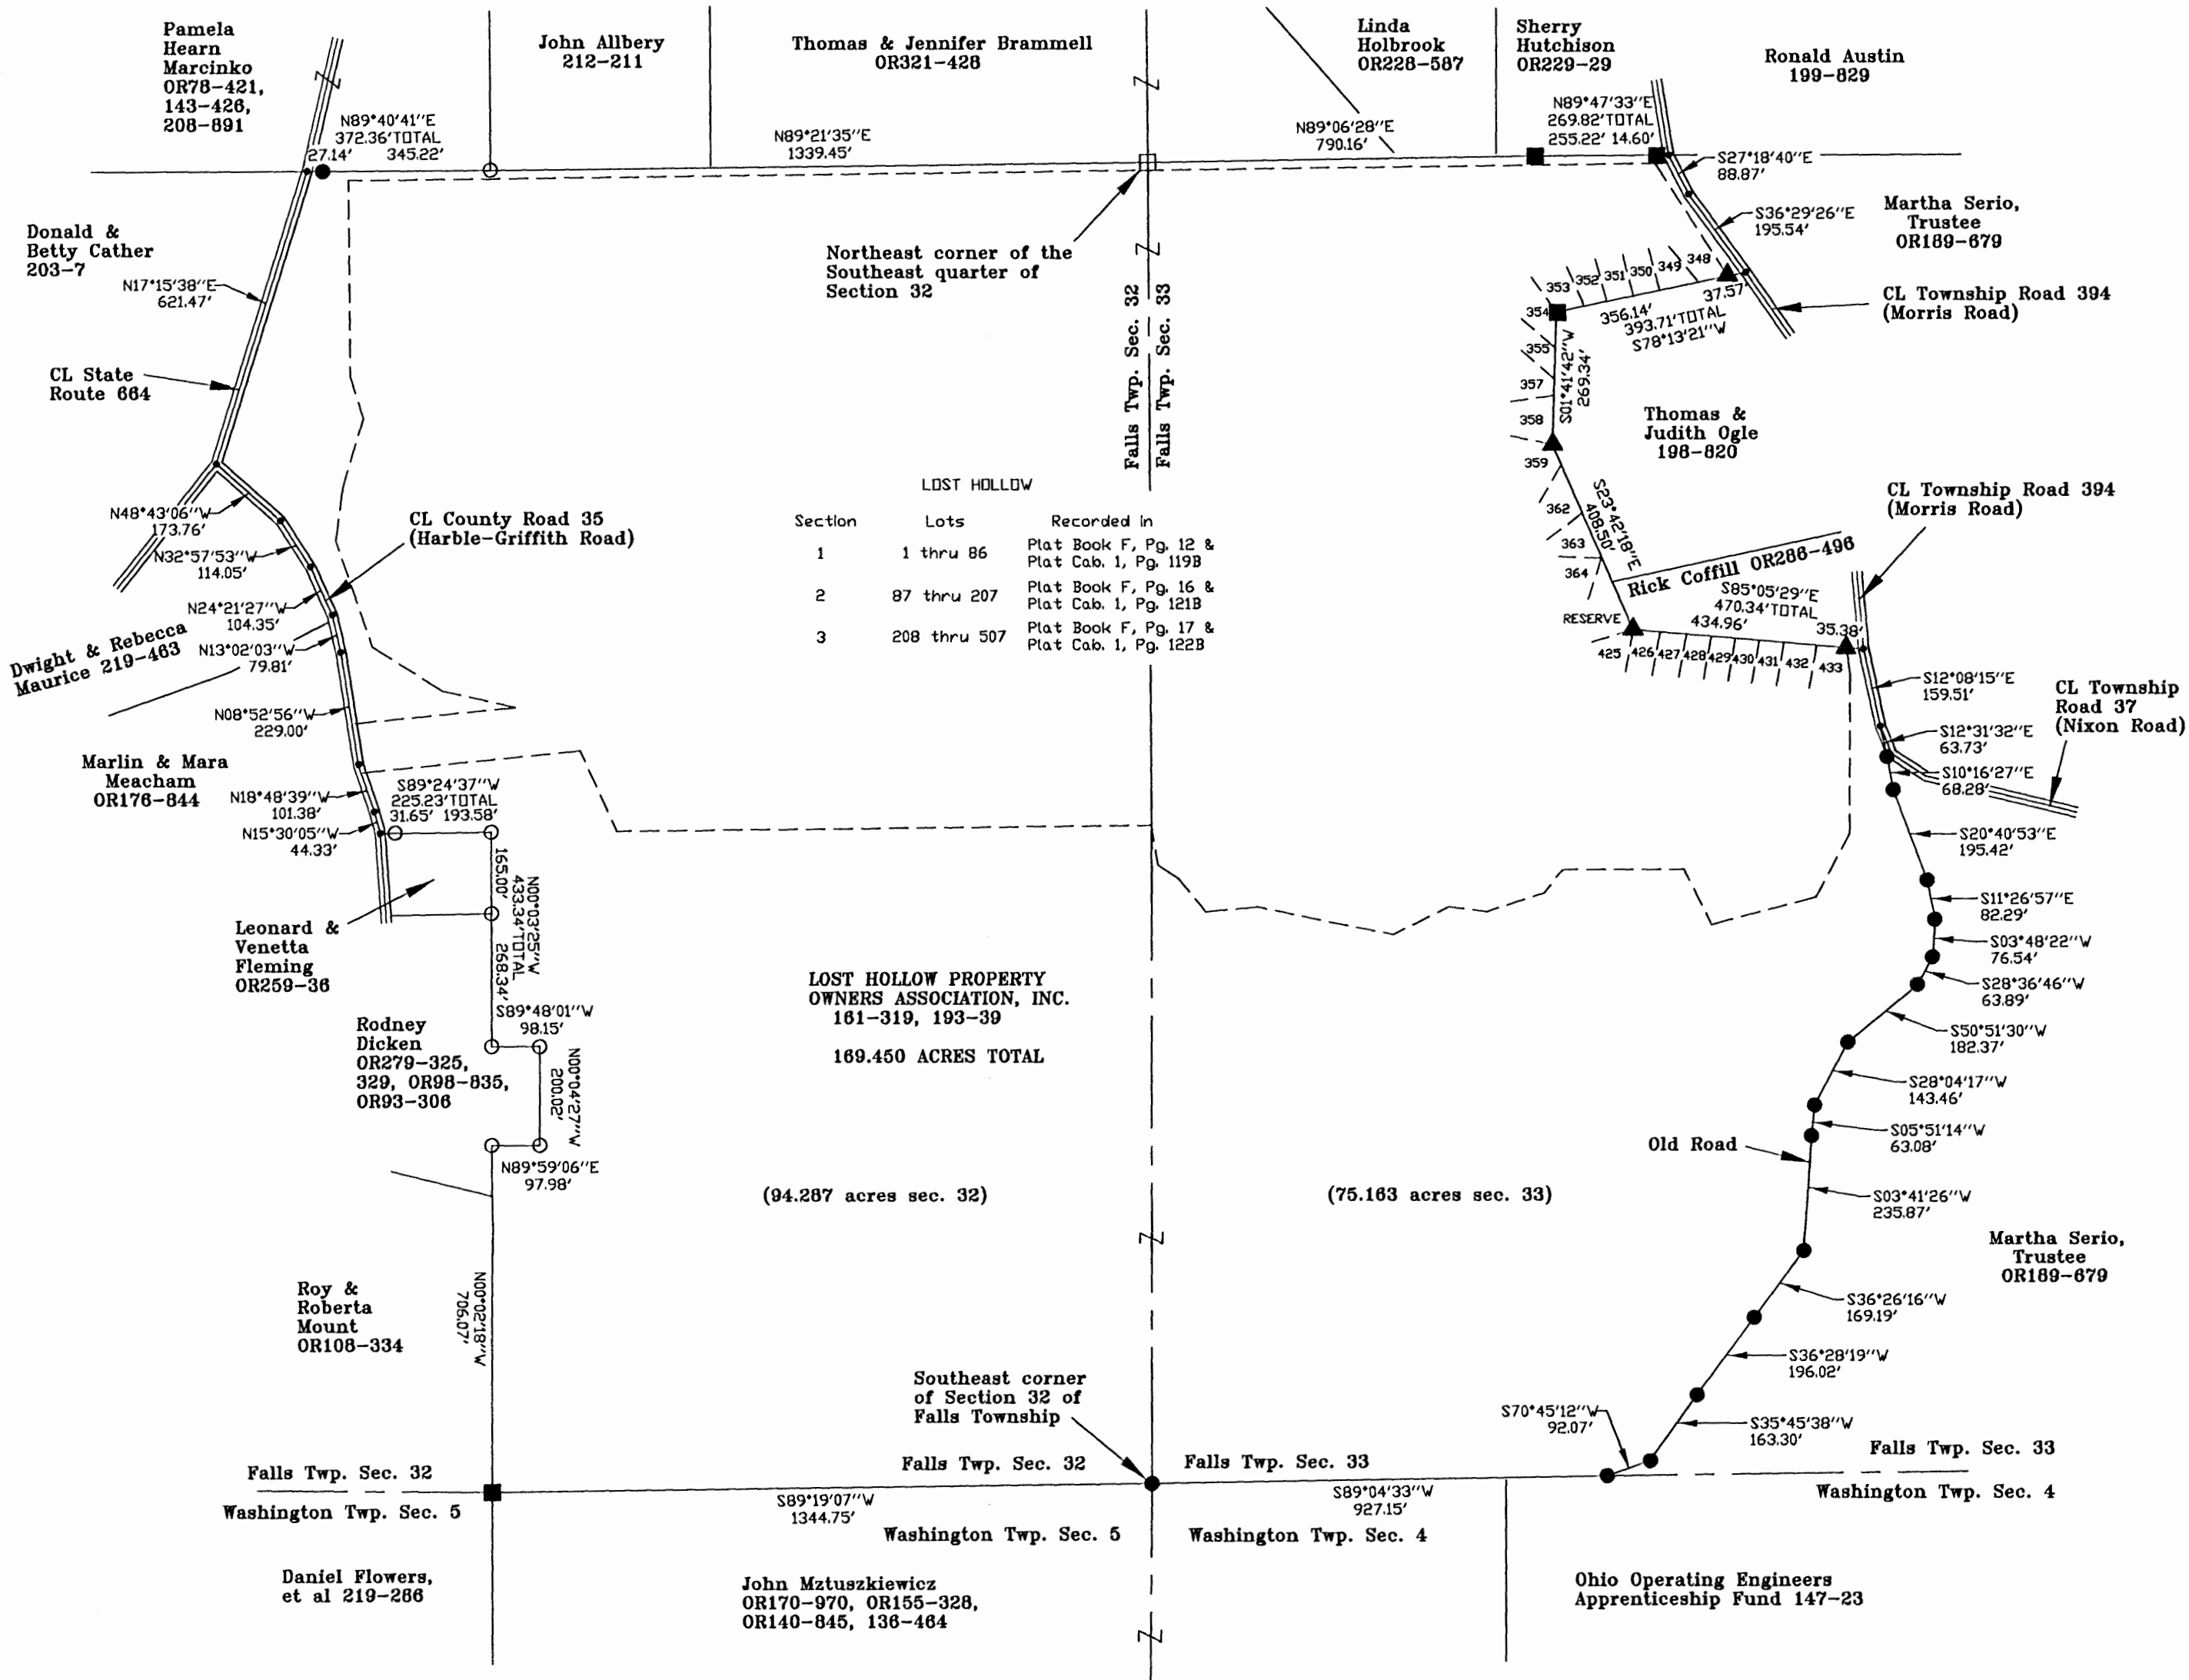 Pamela
Hearn
Marcinko
OR78-421,
143-426,
208-891
John Allbery
212-211
Thomas & Jennifer Brammell
OR321-428
Linda
Holbrook
OR228-587
Sherry
Hutchison
OR229-29
Ronald Austin
199-829
N89°40'41"E
372.36'TOTAL
27.14' 345.22'
N89°21'35"E
1339.45'
N89°06'28"E
790.16'
N89°47'33"E
269.82'TOTAL
255.22' 14.60'
S27°18'40"E
88.87'
S36°29'26"E
195.54'
Martha Serio,
Trustee
OR189-679
Donald &
Betty Cather
203-7
N17°15'38"E
621.47'
Northeast corner of the
Southeast quarter of
Section 32
Falls Twp. Sec. 32
Falls Twp. Sec. 33
353 352 351 350 349 348
354
37.57'
356.14'
393.71'TOTAL
S78°13'21"W
CL Township Road 394
(Morris Road)
355
357
358
359
362
363
364
S01°41'42"W
269.34'
CL State
Route 664
Thomas &
Judith Ogle
198-820
S23°42'18"E
408.50'
N48°43'06"W
173.76'
CL County Road 35
(Harble-Griffith Road)
LOST HOLLOW
Section Lots Recorded in
1 1 thru 86 Plat Book F, Pg. 12 &
Plat Cab. 1, Pg. 119B
2 87 thru 207 Plat Book F, Pg. 16 &
Plat Cab. 1, Pg. 121B
3 208 thru 507 Plat Book F, Pg. 17 &
Plat Cab. 1, Pg. 122B
CL Township Road 394
(Morris Road)
N32°57'53"W
114.05'
Rick Coffill OR286-496
S85°05'29"E
470.34'TOTAL
434.96' 35.38'
RESERVE
425 426 427 428 429 430 431 432 433
N24°21'27"W
104.35'
Dwight & Rebecca
Maurice 219-463
N13°02'03"W
79.81'
N08°52'56"W
229.00'
S12°08'15"E
159.51'
CL Township
Road 37
(Nixon Road)
S12°31'32"E
63.73'
S10°16'27"E
68.28'
Marlin & Mara
Meacham
OR176-844
N18°48'39"W
101.38'
N15°30'05"W
44.33'
S89°24'37"W
225.23'TOTAL
31.65' 193.58'
S20°40'53"E
195.42'
165.00'
N00°03'25"W
433.34'TOTAL
268.34'
S11°26'57"E
82.29'
S03°48'22"W
76.54'
S28°36'46"W
63.89'
Leonard &
Venetta
Fleming
OR259-36
LOST HOLLOW PROPERTY
OWNERS ASSOCIATION, INC.
161-319, 193-39
169.450 ACRES TOTAL
S89°48'01"W
98.15'
Rodney
Dicken
OR279-325,
329, OR98-835,
OR93-306
N00°04'27"W
200.02'
S50°51'30"W
182.37'
S28°04'17"W
143.46'
S05°51'14"W
63.08'
Old Road
N89°59'06"E
97.98'
(94.287 acres sec. 32)
(75.163 acres sec. 33)
S03°41'26"W
235.87'
Martha Serio,
Trustee
OR189-679
Roy &
Roberta
Mount
OR108-334
N00°02'18"W
706.07'
S36°26'16"W
169.19'
S36°28'19"W
196.02'
Southeast corner
of Section 32 of
Falls Township
S70°45'12"W
92.07'
S35°45'38"W
163.30'
Falls Twp. Sec. 32
Falls Twp. Sec. 32
Falls Twp. Sec. 33
Falls Twp. Sec. 33
Washington Twp. Sec. 5
S89°19'07"W
1344.75'
S89°04'33"W
927.15'
Washington Twp. Sec. 4
Washington Twp. Sec. 5
Washington Twp. Sec. 4
Daniel Flowers,
et al 219-286
John Mztuszkiewicz
OR170-970, OR155-328,
OR140-845, 136-464
Ohio Operating Engineers
Apprenticeship Fund 147-23